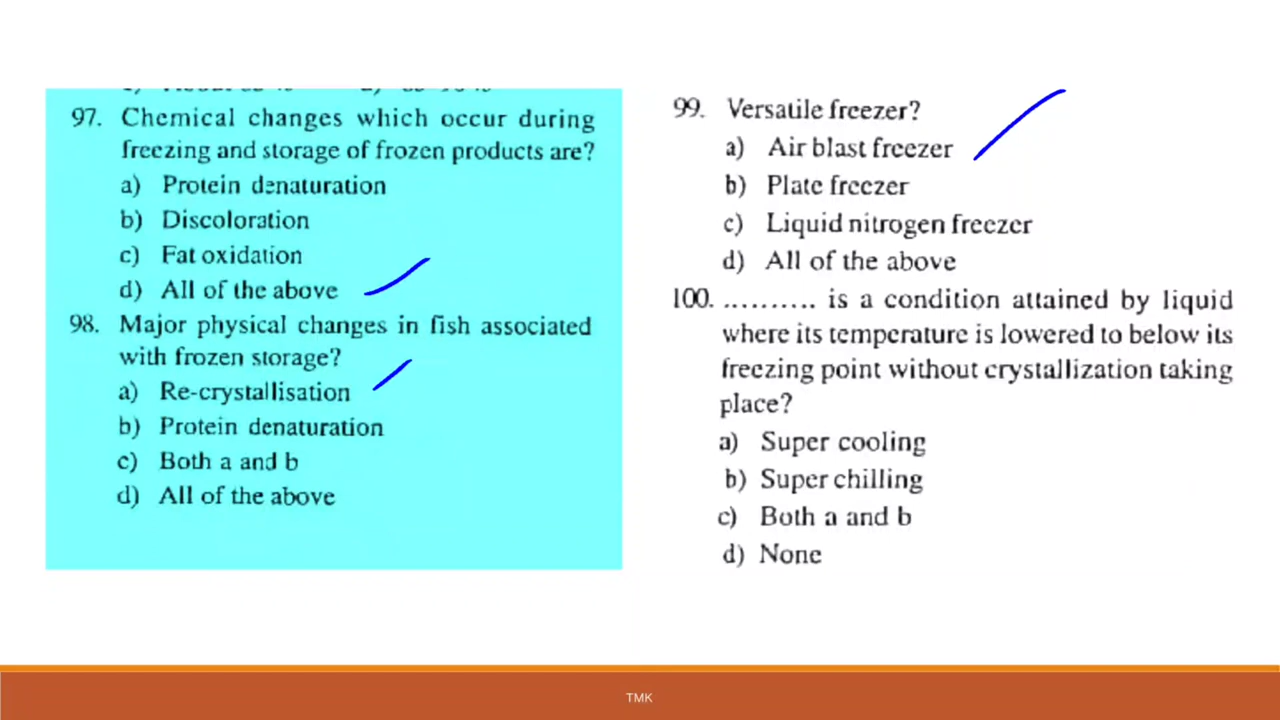 97. Chemical changes which occur during
freezing and storage of frozen products are?
a) Protein denaturation
b) Discoloration
c) Fat oxidation
d) All of the above
98. Major physical changes in fish associated
with frozen storage?
a) Re-crystallisation
b) Protein denaturation
c) Both a and b
d) All of the above
99. Versatile freezer?
a) Air blast freezer
b) Plate freezer
c) Liquid nitrogen freezer
d) All of the above
100. .......... is a condition attained by liquid
where its temperature is lowered to below its
freezing point without crystallization taking
place?
a) Super cooling
b) Super chilling
c) Both a and b
d) None
TMK